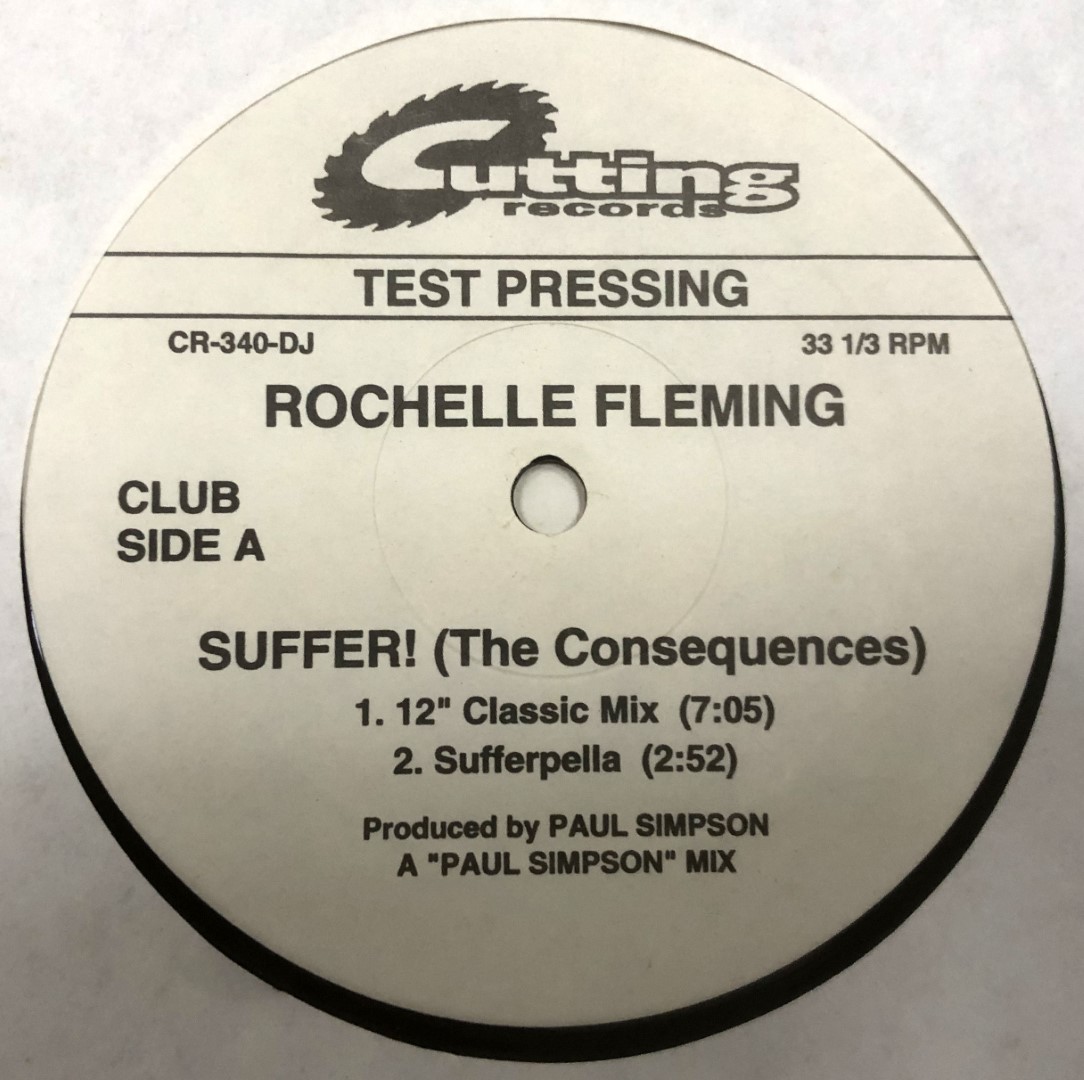 Cutting
records
TEST PRESSING
CR-340-DJ 33 1/3 RPM
ROCHELLE FLEMING
CLUB
SIDE A
SUFFER! (The Consequences)
1. 12" Classic Mix (7:05)
2. Sufferpella (2:52)
Produced by PAUL SIMPSON
A "PAUL SIMPSON" MIX